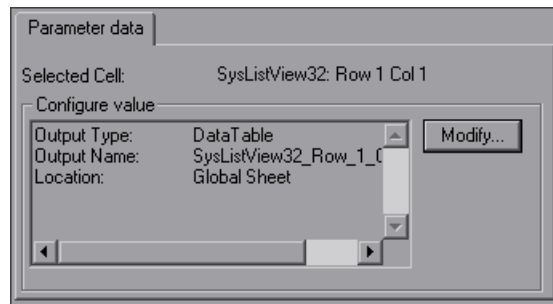 Parameter data
Selected Cell: SysListView32: Row 1 Col 1
Configure value
Output Type: DataTable
Output Name: SysListView32_Row_1_
Location: Global Sheet
Modify...